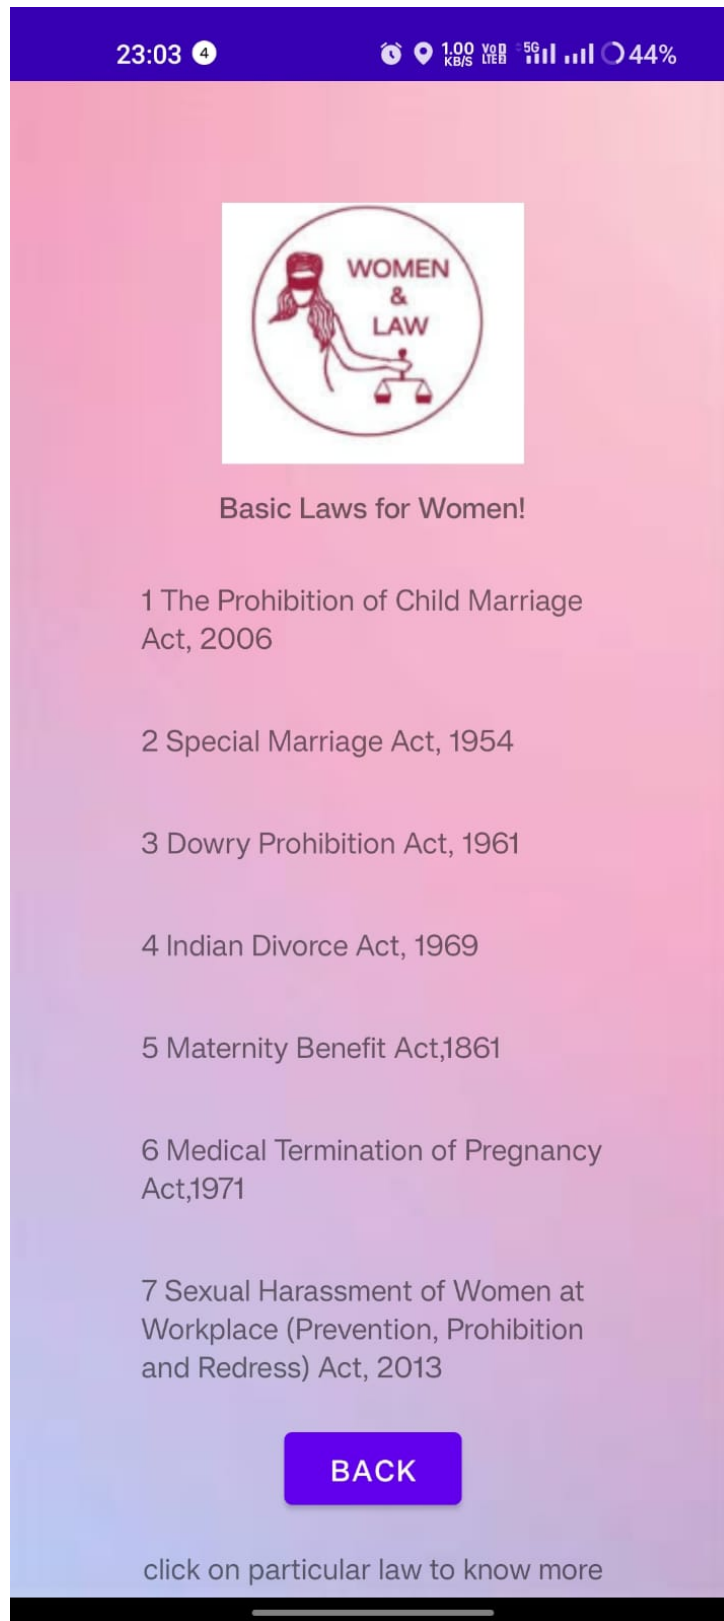 23:03 4 1.00 KB/S VoD LTE2 5G 44%
WOMEN
&
LAW
Basic Laws for Women!
1 The Prohibition of Child Marriage
Act, 2006
2 Special Marriage Act, 1954
3 Dowry Prohibition Act, 1961
4 Indian Divorce Act, 1969
5 Maternity Benefit Act,1861
6 Medical Termination of Pregnancy
Act,1971
7 Sexual Harassment of Women at
Workplace (Prevention, Prohibition
and Redress) Act, 2013
BACK
click on particular law to know more